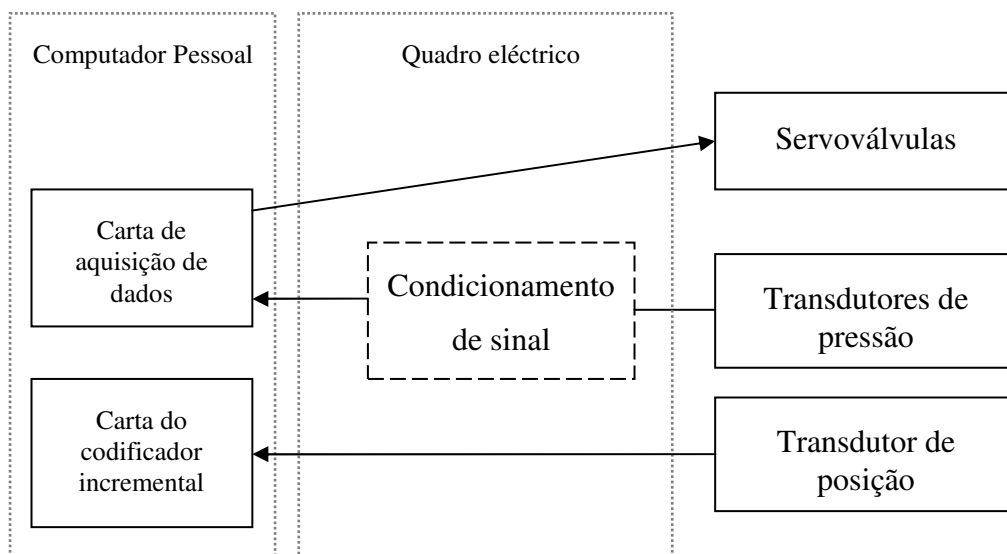 Computador Pessoal
Quadro eléctrico
Servoválvulas
Carta de
aquisição de
dados
Condicionamento
de sinal
Transdutores de
pressão
Carta do
codificador
incremental
Transdutor de
posição